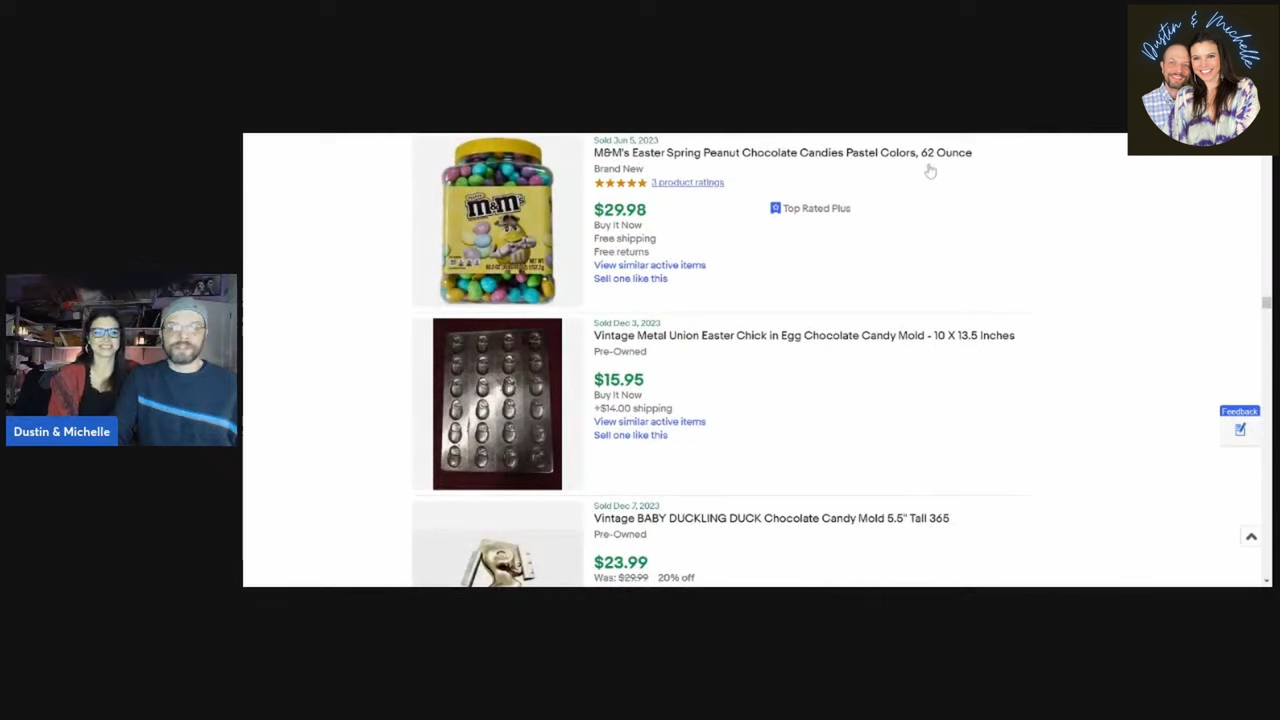 Dustin & Michelle
Sold Jun 5, 2023
M&M's Easter Spring Peanut Chocolate Candies Pastel Colors, 62 Ounce
Brand New
3 product ratings
$29.98
Top Rated Plus
Buy It Now
Free shipping
Free returns
View similar active items
Sell one like this
m&m's
Sold Dec 3, 2023
Vintage Metal Union Easter Chick in Egg Chocolate Candy Mold - 10 X 13.5 Inches
Pre-Owned
$15.95
Buy It Now
+$14.00 shipping
View similar active items
Sell one like this
Feedback
Dustin & Michelle
Sold Dec 7, 2023
Vintage BABY DUCKLING DUCK Chocolate Candy Mold 5.5" Tall 365
Pre-Owned
$23.99
Was: $29.99 20% off